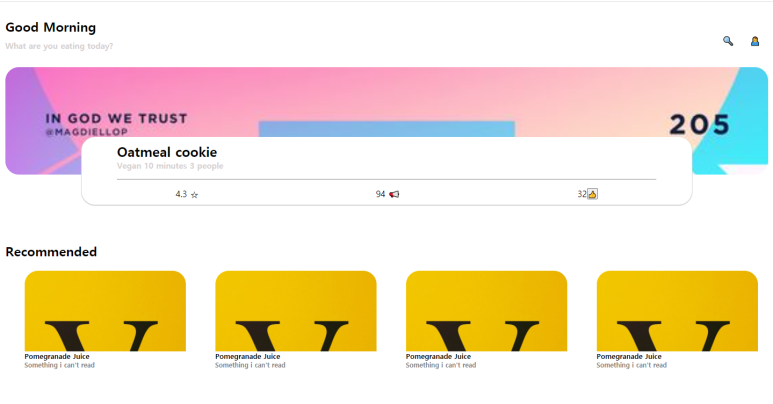 Good Morning
What are you eating today?
IN GOD WE TRUST
@MAGDIELLOP
205
Oatmeal cookie
Vegan 10 minutes 3 people
4.3 ☆ 94 📢 32👍
Recommended
V V V V
Pomegranade Juice Pomegranade Juice Pomegranade Juice Pomegranade Juice
Something i can't read Something i can't read Something i can't read Something i can't read